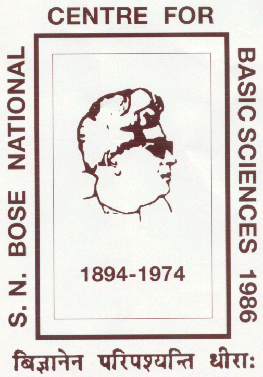 S. N. BOSE NATIONAL
CENTRE FOR
BASIC SCIENCES 1986
1894-1974
बिज्ञानेन परिपश्यन्ति धीराः